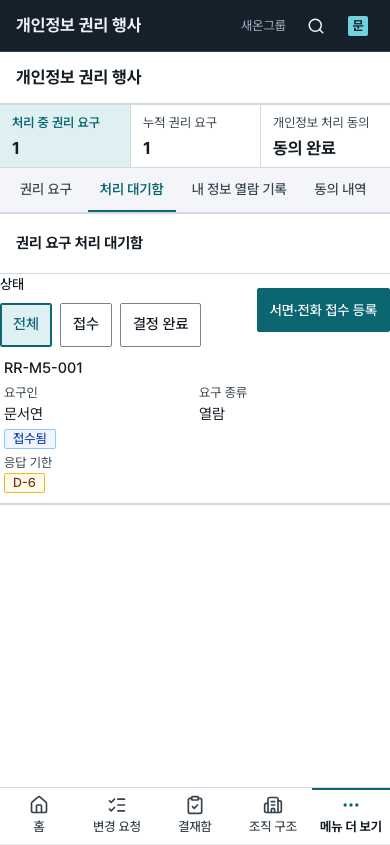 개인정보 권리 행사
새온그룹
문
개인정보 권리 행사
처리 중 권리 요구
1
누적 권리 요구
1
개인정보 처리 동의
동의 완료
권리 요구
처리 대기함
내 정보 열람 기록
동의 내역
권리 요구 처리 대기함
상태
전체
접수
결정 완료
서면·전화 접수 등록
RR-M5-001
요구인
문서연
요구 종류
열람
접수됨
응답 기한
D-6
홈
변경 요청
결재함
조직 구조
메뉴 더 보기